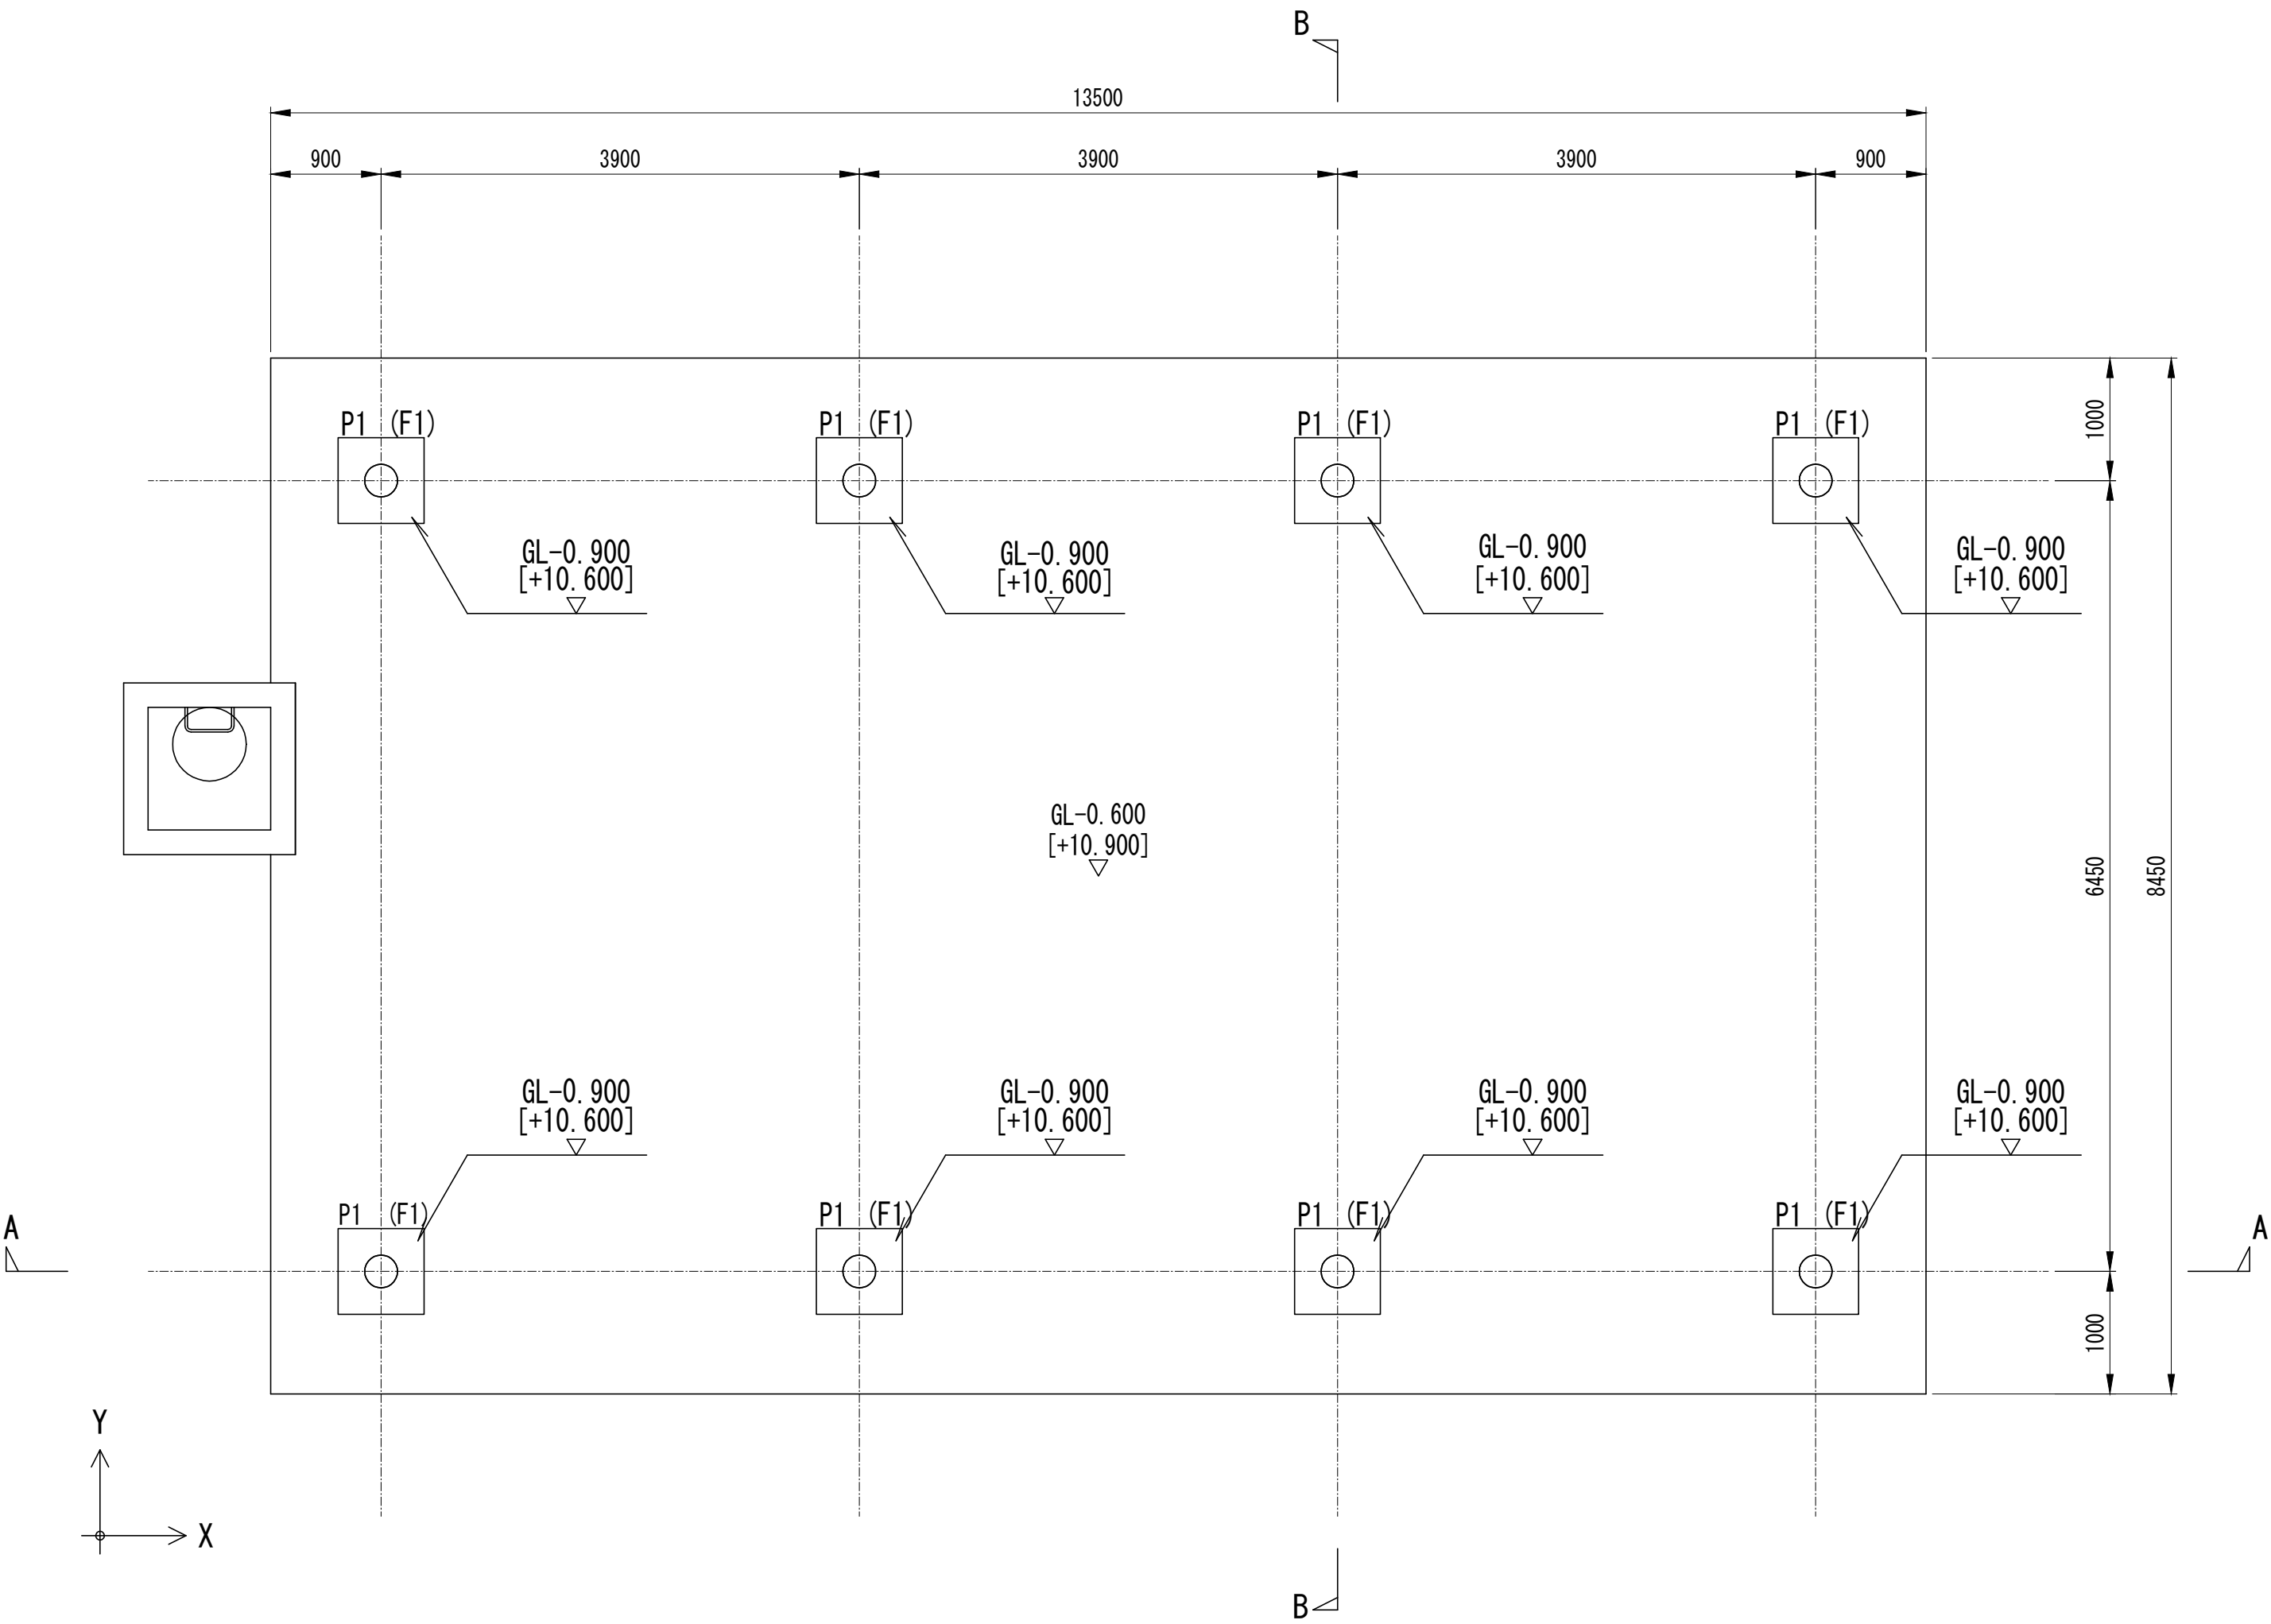 B
13500
900
3900
3900
3900
900
P1 (F1)
P1 (F1)
P1 (F1)
P1 (F1)
1000
GL-0.900
[+10.600]
GL-0.900
[+10.600]
GL-0.900
[+10.600]
GL-0.900
[+10.600]
GL-0.600
[+10.900]
6450
8450
GL-0.900
[+10.600]
GL-0.900
[+10.600]
GL-0.900
[+10.600]
GL-0.900
[+10.600]
P1 (F1)
P1 (F1)
P1 (F1)
P1 (F1)
A
A
1000
Y
X
B